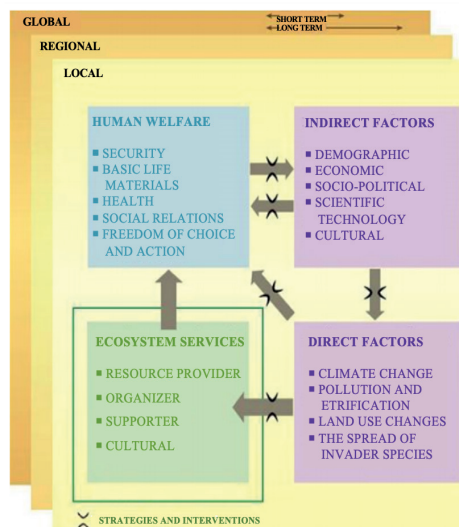 GLOBAL
SHORT TERM
LONG TERM
REGIONAL
LOCAL
HUMAN WELFARE
▪ SECURITY
▪ BASIC LIFE
MATERIALS
▪ HEALTH
▪ SOCIAL RELATIONS
▪ FREEDOM OF CHOICE
AND ACTION
INDIRECT FACTORS
▪ DEMOGRAPHIC
▪ ECONOMIC
▪ SOCIO-POLITICAL
▪ SCIENTIFIC
TECHNOLOGY
▪ CULTURAL
ECOSYSTEM SERVICES
▪ RESOURCE PROVIDER
▪ ORGANIZER
▪ SUPPORTER
▪ CULTURAL
DIRECT FACTORS
▪ CLIMATE CHANGE
▪ POLLUTION AND
ETRIFICATION
▪ LAND USE CHANGES
▪ THE SPREAD OF
INVADER SPECIES
STRATEGIES AND INTERVENTIONS